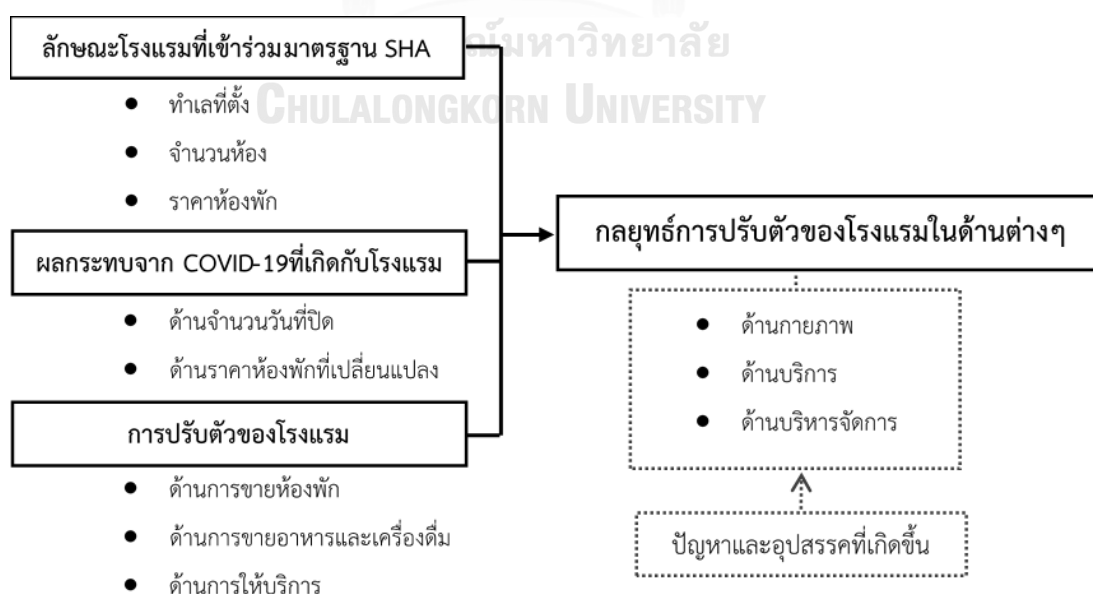 ลักษณะโรงแรมที่เข้าร่วมมาตรฐาน SHA
● ทำเลที่ตั้ง
● จำนวนห้อง
● ราคาห้องพัก
ผลกระทบจาก COVID-19ที่เกิดกับโรงแรม
● ด้านจำนวนวันที่ปิด
● ด้านราคาห้องพักที่เปลี่ยนแปลง
การปรับตัวของโรงแรม
● ด้านการขายห้องพัก
● ด้านการขายอาหารและเครื่องดื่ม
● ด้านการให้บริการ
มหาวิทยาลัย
CHULALONGKORN UNIVERSITY
กลยุทธ์การปรับตัวของโรงแรมในด้านต่างๆ
● ด้านกายภาพ
● ด้านบริการ
● ด้านบริหารจัดการ
ปัญหาและอุปสรรคที่เกิดขึ้น